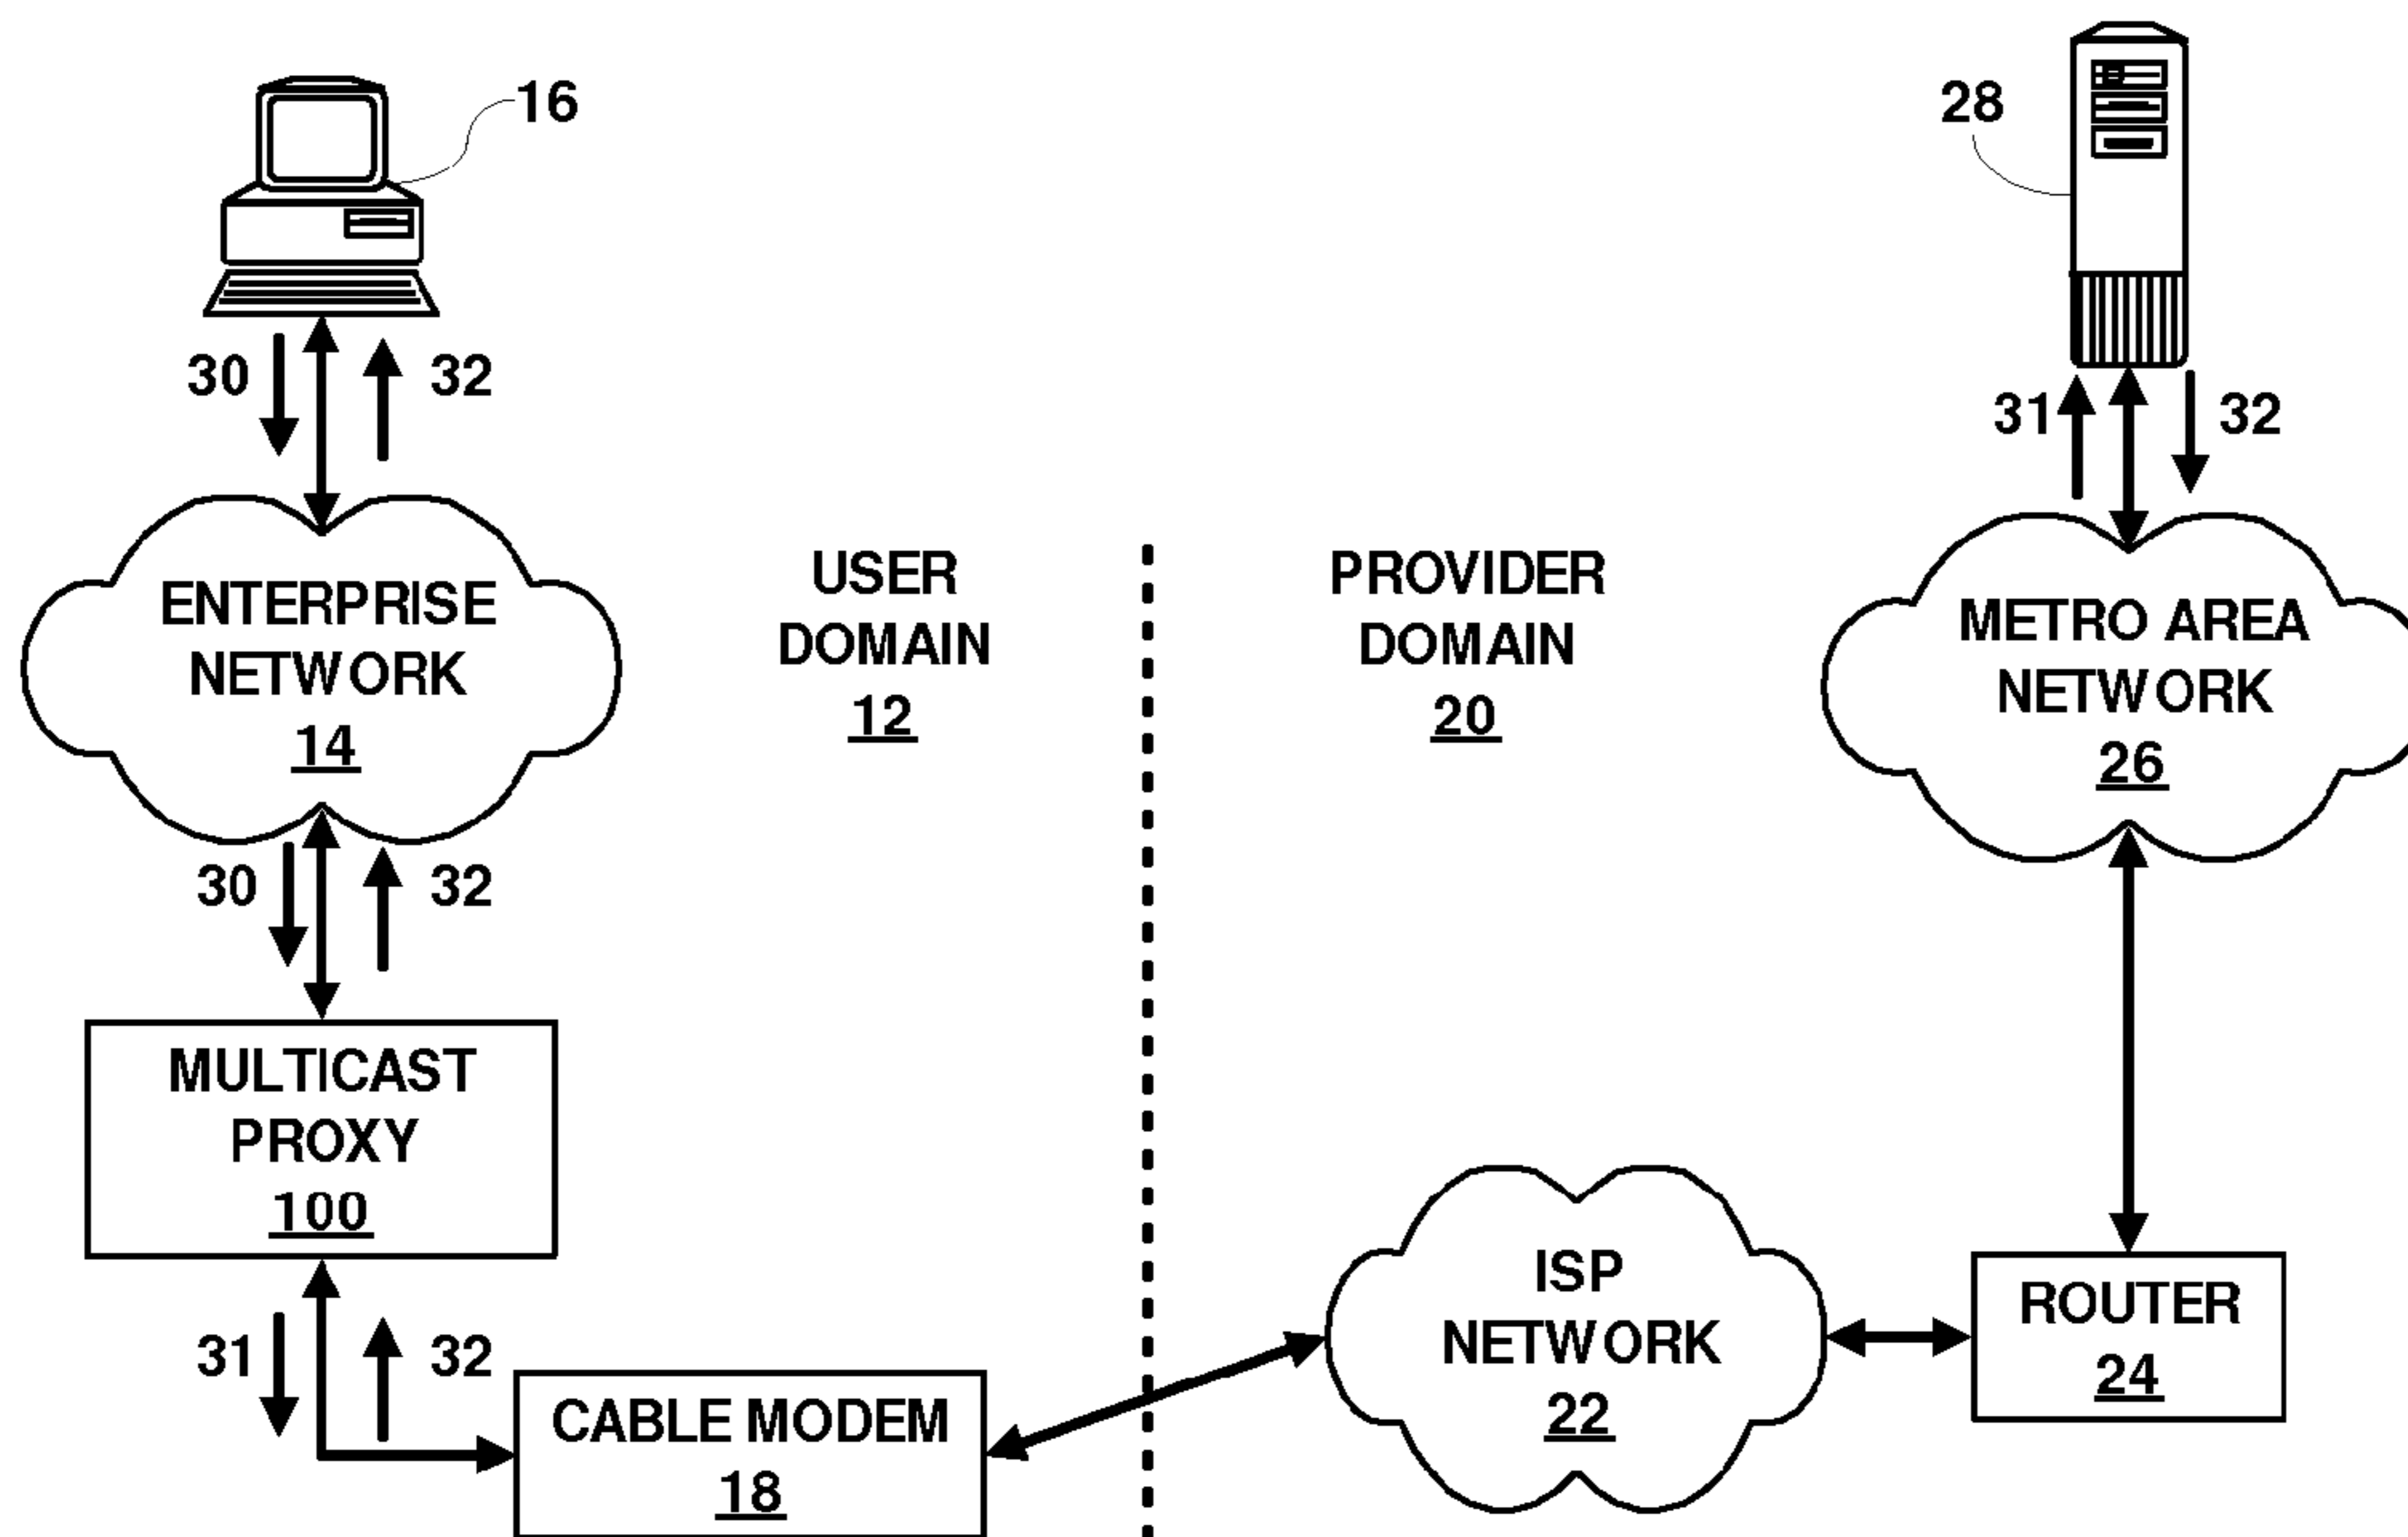 16
28
30
32
31
32
ENTERPRISE
NETWORK
14
USER
DOMAIN
12
PROVIDER
DOMAIN
20
METRO AREA
NETWORK
26
30
32
MULTICAST
PROXY
100
31
32
CABLE MODEM
18
ISP
NETWORK
22
ROUTER
24